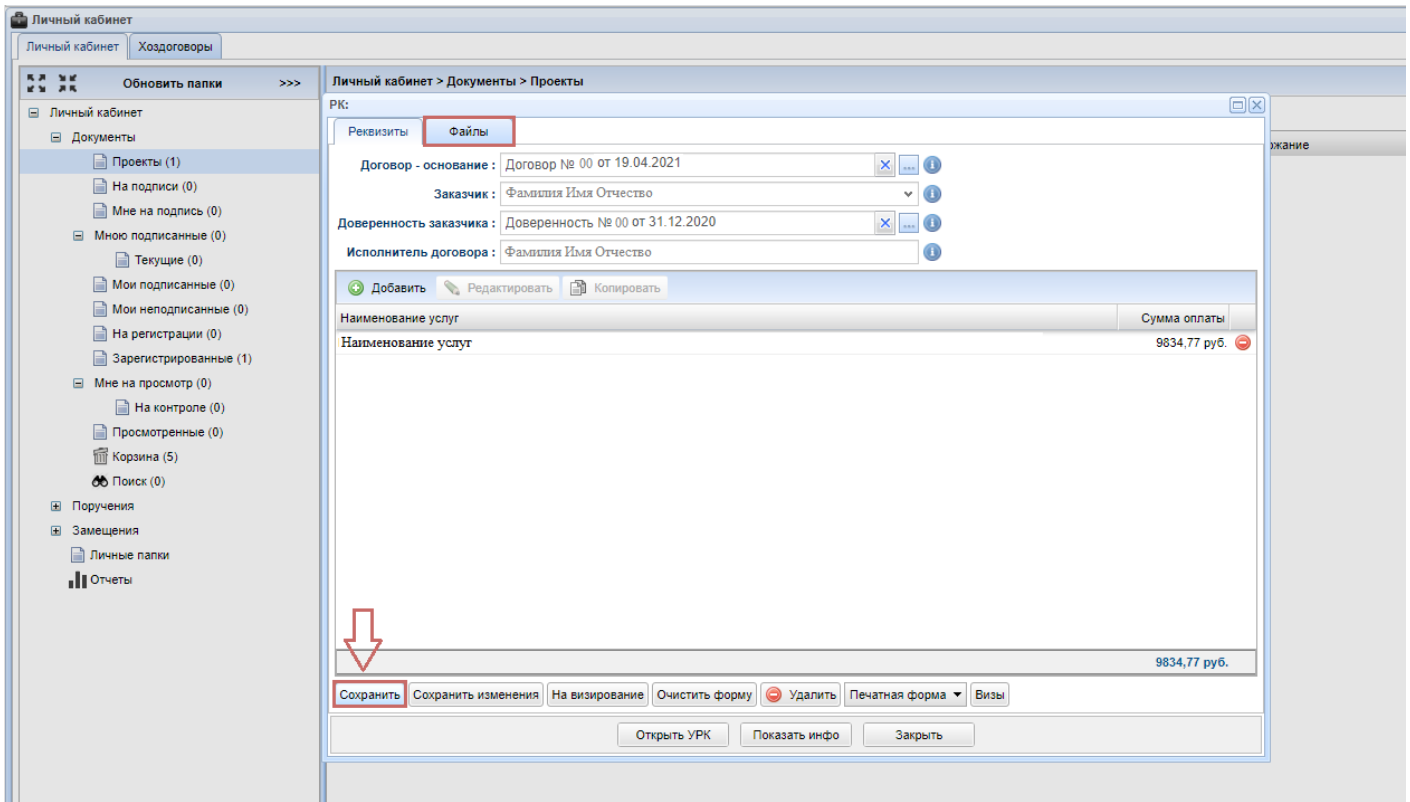 Личный кабинет
Личный кабинет Хоздоговоры
Обновить папки >>>
Личный кабинет
Документы
Проекты (1)
На подписи (0)
Мне на подпись (0)
Мною подписанные (0)
Текущие (0)
Мои подписанные (0)
Мои неподписанные (0)
На регистрации (0)
Зарегистрированные (1)
Мне на просмотр (0)
На контроле (0)
Просмотренные (0)
Корзина (5)
Поиск (0)
Поручения
Замещения
Личные папки
Отчеты
Личный кабинет > Документы > Проекты
жание
РК:
Реквизиты Файлы
Договор - основание : Договор № 00 от 19.04.2021 ...
Заказчик : Фамилия Имя Отчество
Доверенность заказчика : Доверенность № 00 от 31.12.2020 ...
Исполнитель договора : Фамилия Имя Отчество
Добавить Редактировать Копировать
Наименование услуг Сумма оплаты
Наименование услуг 9834,77 руб.
9834,77 руб.
Сохранить Сохранить изменения На визирование Очистить форму Удалить Печатная форма Визы
Открыть УРК Показать инфо Закрыть